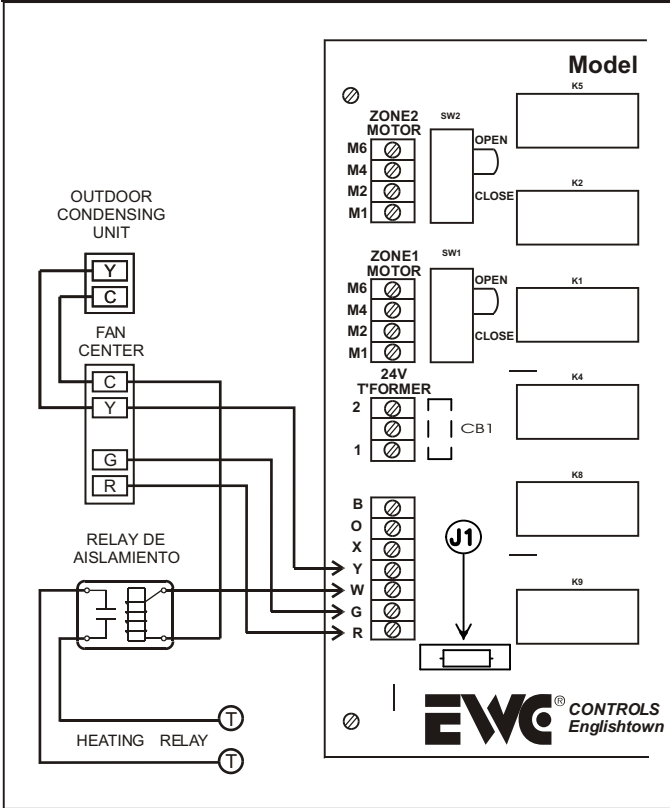 Model
K5
ZONE2
MOTOR
SW2
M6
M4
M2
M1
OPEN
CLOSE
K2
OUTDOOR
CONDENSING
UNIT
Y
C
ZONE1
MOTOR
SW1
M6
M4
M2
M1
OPEN
CLOSE
K1
FAN
CENTER
C
Y
G
R
24V
T'FORMER
2
1
CB1
K4
K8
B
O
X
Y
W
G
R
J1
K9
RELAY DE
AISLAMIENTO
T
HEATING RELAY
T
EWC® CONTROLS
Englishtown